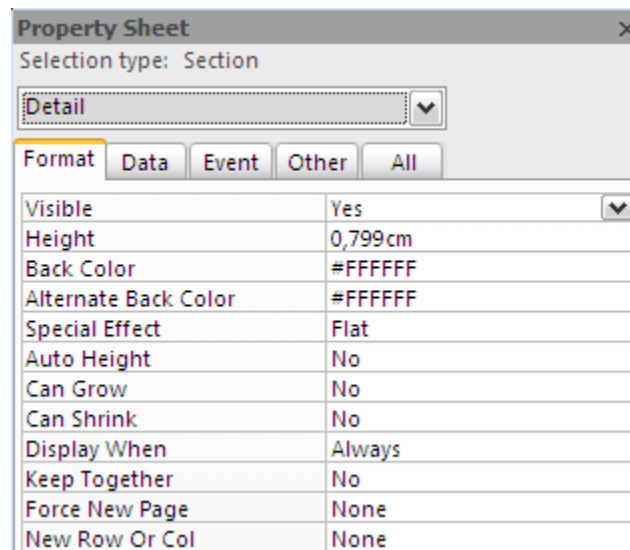 Property Sheet
Selection type: Section
Detail
Format Data Event Other All
Visible Yes
Height 0,799cm
Back Color #FFFFFF
Alternate Back Color #FFFFFF
Special Effect Flat
Auto Height No
Can Grow No
Can Shrink No
Display When Always
Keep Together No
Force New Page None
New Row Or Col None